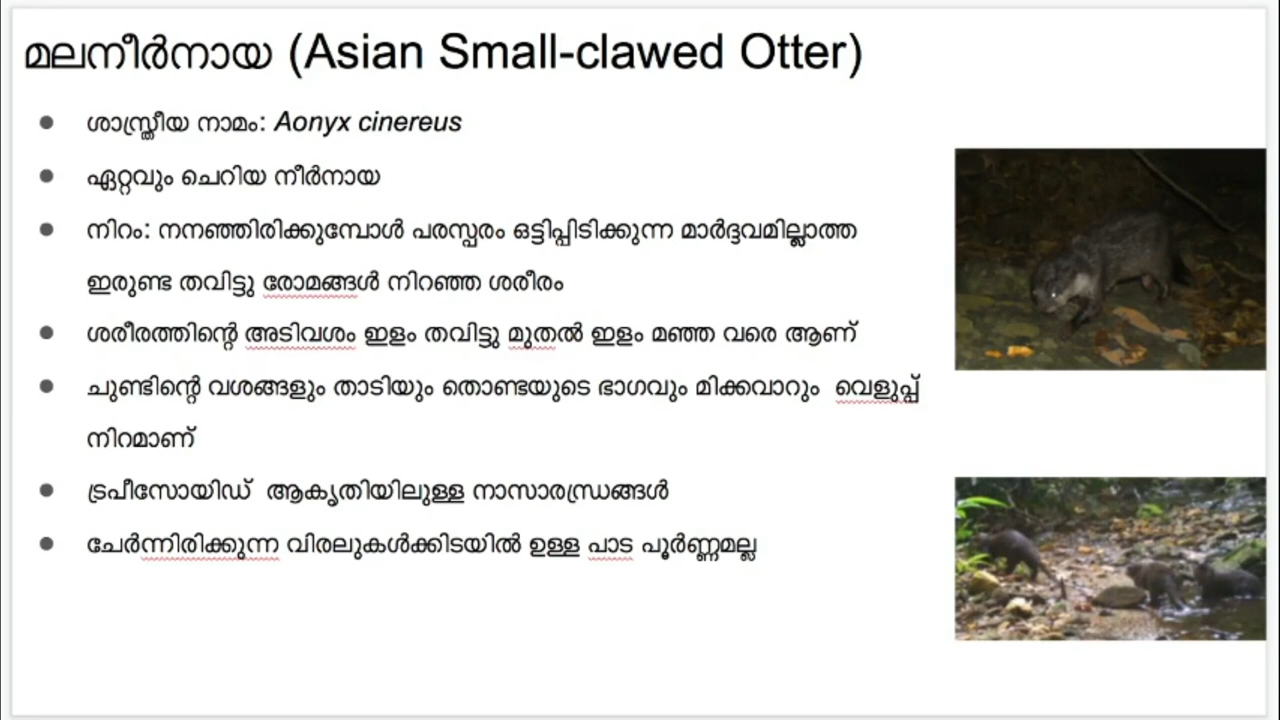 മലനീർനായ (Asian Small-clawed Otter)
ശാസ്ത്രീയ നാമം: Aonyx cinereus
ഏറ്റവും ചെറിയ നീർനായ
നിറം: നനഞ്ഞിരിക്കുമ്പോൾ പരസ്പരം ഒട്ടിപ്പിടിക്കുന്ന മാർദ്ദവമില്ലാത്ത
ഇരുണ്ട തവിട്ടു രോമങ്ങൾ നിറഞ്ഞ ശരീരം
ശരീരത്തിന്റെ അടിവശം ഇളം തവിട്ടു മുതൽ ഇളം മഞ്ഞ വരെ ആണ്
ചുണ്ടിന്റെ വശങ്ങളും താടിയും തൊണ്ടയുടെ ഭാഗവും മിക്കവാറും വെളുപ്പ്
നിറമാണ്
ട്രപീസോയിഡ് ആകൃതിയിലുള്ള നാസാരന്ധ്രങ്ങൾ
ചേർന്നിരിക്കുന്ന വിരലുകൾക്കിടയിൽ ഉള്ള പാട പൂർണ്ണമല്ല